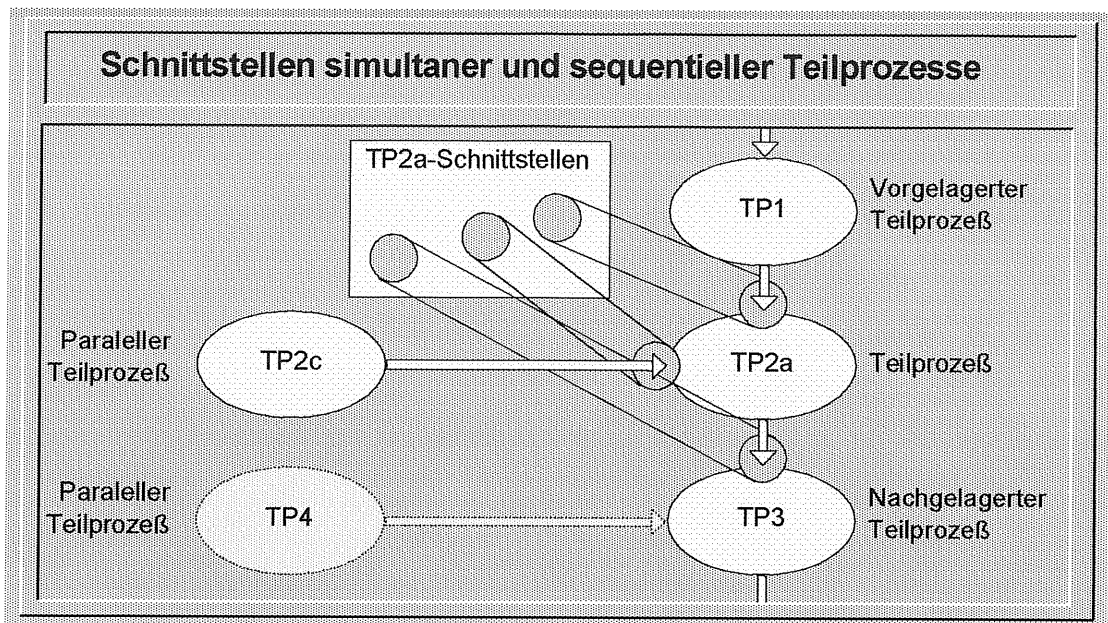 Schnittstellen simultaner und sequentieller Teilprozesse
TP2a-Schnittstellen
TP1
Vorgelagerter
Teilprozeß
Paraleller
Teilprozeß
TP2c
TP2a
Teilprozeß
Paraleller
Teilprozeß
TP4
TP3
Nachgelagerter
Teilprozeß